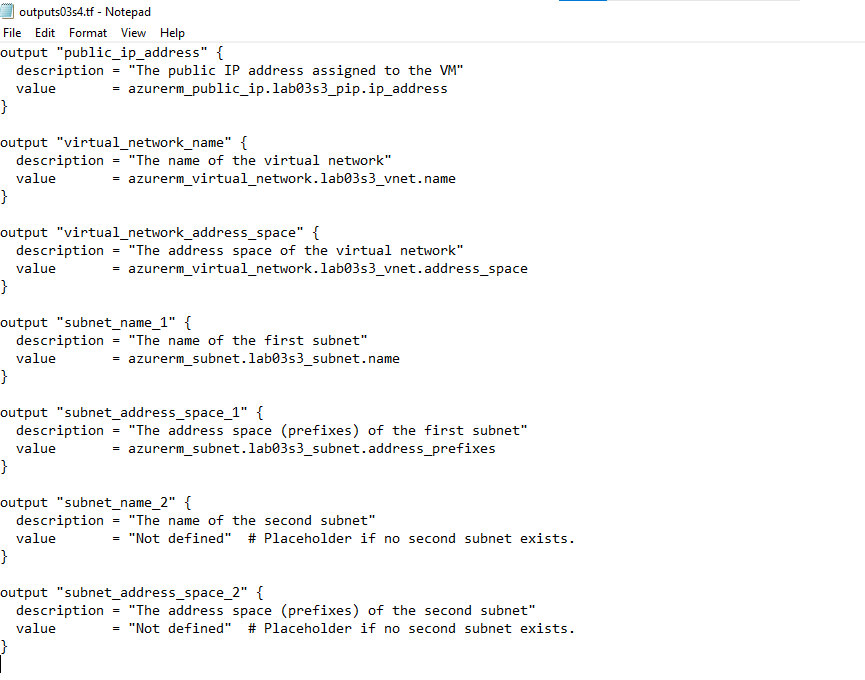 outputs03s4.tf - Notepad
File Edit Format View Help
output "public_ip_address" {
  description = "The public IP address assigned to the VM"
  value       = azurerm_public_ip.lab03s3_pip.ip_address
}

output "virtual_network_name" {
  description = "The name of the virtual network"
  value       = azurerm_virtual_network.lab03s3_vnet.name
}

output "virtual_network_address_space" {
  description = "The address space of the virtual network"
  value       = azurerm_virtual_network.lab03s3_vnet.address_space
}

output "subnet_name_1" {
  description = "The name of the first subnet"
  value       = azurerm_subnet.lab03s3_subnet.name
}

output "subnet_address_space_1" {
  description = "The address space (prefixes) of the first subnet"
  value       = azurerm_subnet.lab03s3_subnet.address_prefixes
}

output "subnet_name_2" {
  description = "The name of the second subnet"
  value       = "Not defined"  # Placeholder if no second subnet exists.
}

output "subnet_address_space_2" {
  description = "The address space (prefixes) of the second subnet"
  value       = "Not defined"  # Placeholder if no second subnet exists.
}